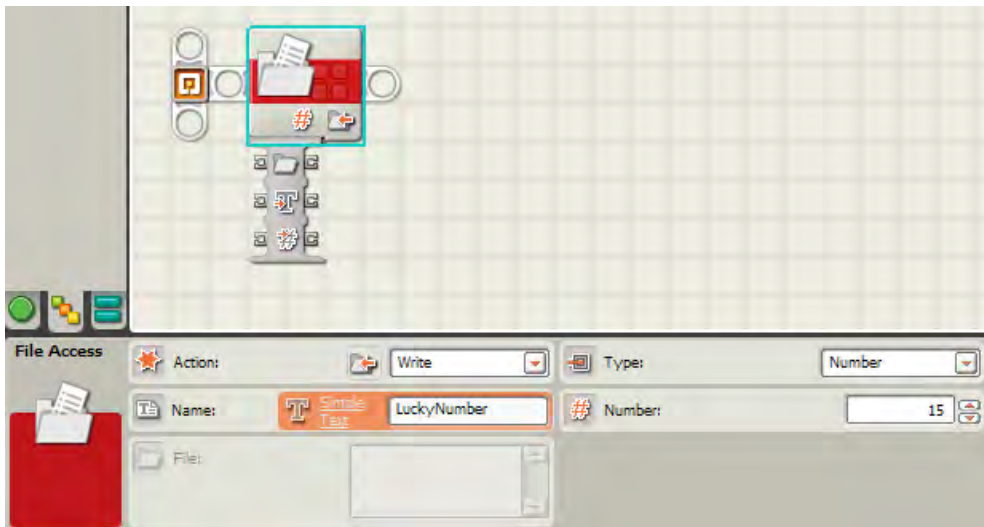 File Access
Action:
Write
Type:
Number
Name:
Simple
Text
LuckyNumber
Number:
15
File: